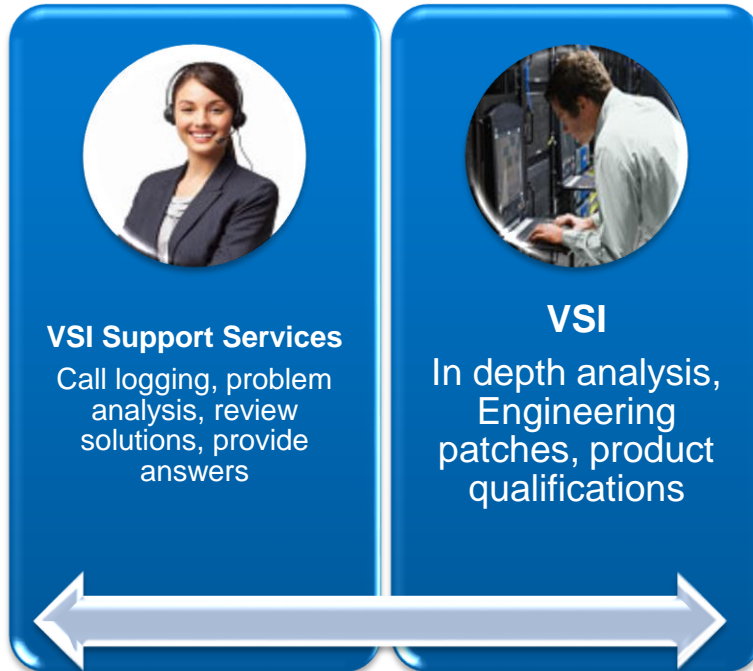 VSI Support Services
Call logging, problem
analysis, review
solutions, provide
answers
VSI
In depth analysis,
Engineering
patches, product
qualifications